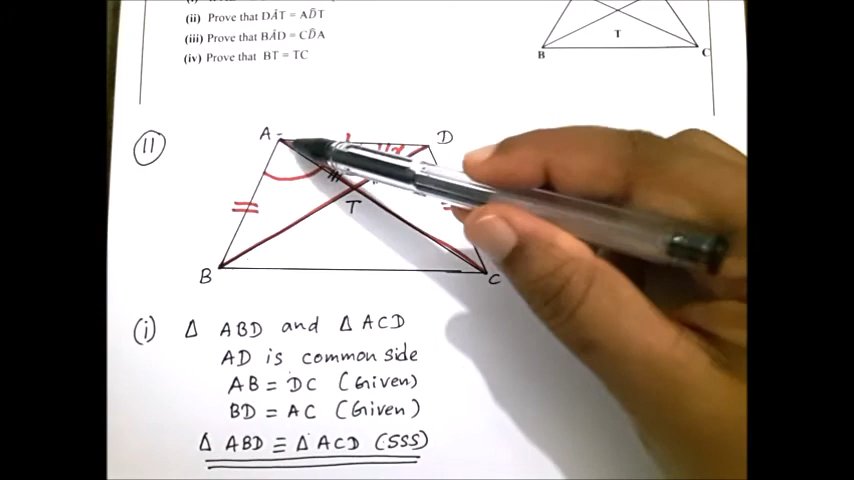 (ii) Prove that DÂT = AD̂T
(iii) Prove that BÂD = CD̂A
(iv) Prove that BT = TC
T
B
C
11
A
D
T
B
C
(i) Δ ABD and Δ ACD
AD is common side
AB = DC (Given)
BD = AC (Given)
Δ ABD ≡ Δ ACD (SSS)